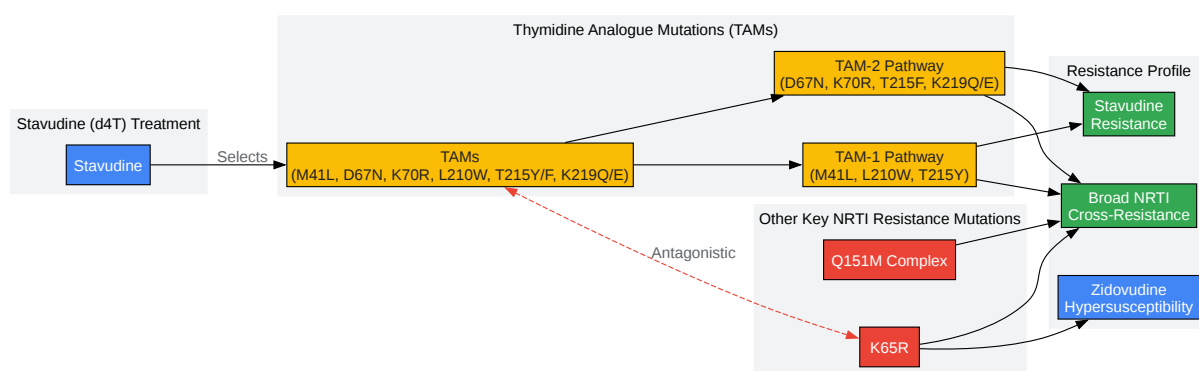 Thymidine Analogue Mutations (TAMs)
TAM-2 Pathway
(D67N, K70R, T215F, K219Q/E)
Resistance Profile
Stavudine
Resistance
Stavudine (d4T) Treatment
Stavudine
Selects
TAMs
(M41L, D67N, K70R, L210W, T215Y/F, K219Q/E)
TAM-1 Pathway
(M41L, L210W, T215Y)
Broad NRTI
Cross-Resistance
Other Key NRTI Resistance Mutations
Antagonistic
Q151M Complex
Zidovudine
Hypersusceptibility
K65R